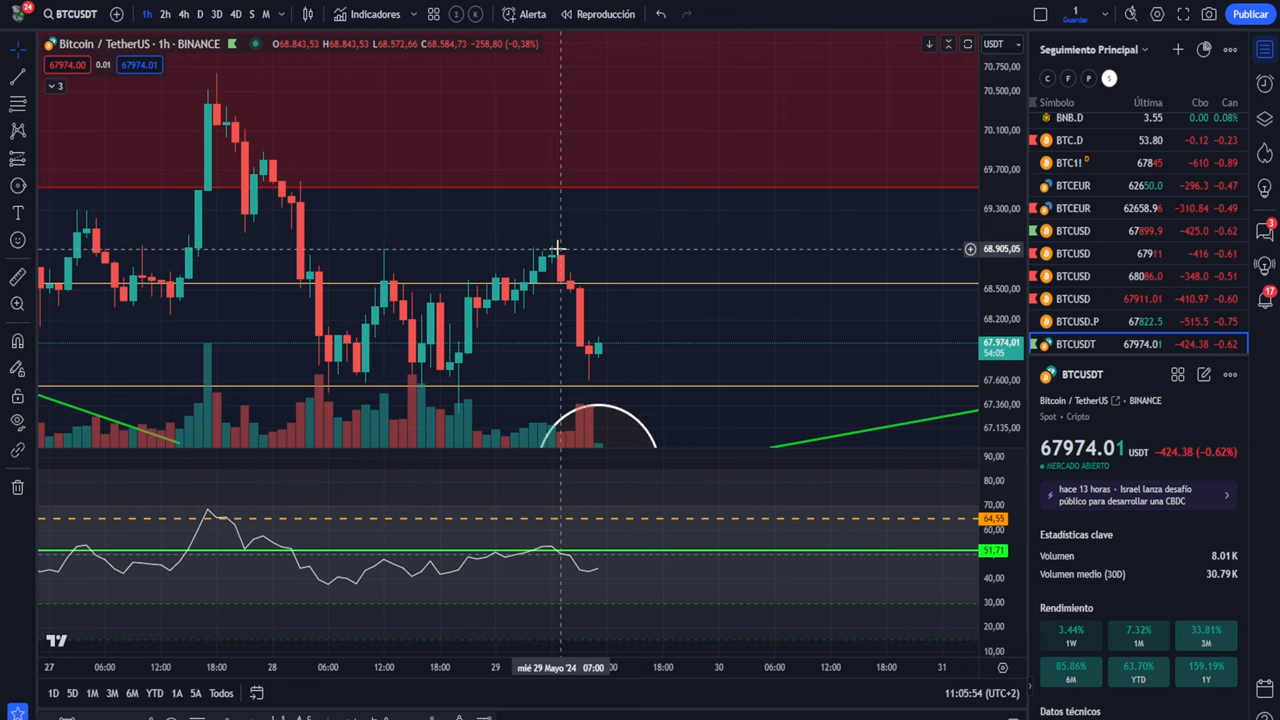 24
BTCUSDT
1h 2h 4h D 3D 4D S M
Indicadores
2 K
Alerta
Reproducción
1
Guardar
Publicar
Bitcoin / TetherUS · 1h · BINANCE
O68.843,53 H68.843,53 L68.572,66 C68.584,73 −258,80 (−0,38%)
67974.00 0.01 67974.01
3
USDT
70.750,00
70.500,00
70.100,00
69.700,00
69.300,00
68.905,05
68.500,00
68.200,00
67.974,01
54:05
67.600,00
67.360,00
67.135,00
90,00
80,00
70,00
64,55
60,00
51,71
40,00
30,00
20,00
10,00
27 06:00 12:00 18:00 28 06:00 12:00 18:00 29 mié 29 Mayo '24 07:00 18:00 30 06:00 12:00 18:00 31
1D 5D 1M 3M 6M YTD 1A 5A Todos
11:05:54 (UTC+2)
Seguimiento Principal
C F P S
Símbolo Última Cbo Can
BNB.D 3.55 0.00 0.08%
BTC.D 53.80 −0.12 −0.23
BTC1! D 67845 −610 −0.89
BTCEUR 62650.0 −296.3 −0.47
BTCEUR 62658.96 −310.84 −0.49
BTCUSD 67899.9 −425.0 −0.62
BTCUSD 67911 −416 −0.61
BTCUSD 68086.0 −348.0 −0.51
BTCUSD 67911.01 −410.97 −0.60
BTCUSD.P 67822.5 −515.5 −0.75
BTCUSDT 67974.01 −424.38 −0.62
BTCUSDT
Bitcoin / TetherUS · BINANCE
Spot · Cripto
67974.01 USDT −424.38 (−0.62%)
MERCADO ABIERTO
hace 13 horas · Israel lanza desafío
público para desarrollar una CBDC
Estadísticas clave
Volumen 8.01K
Volumen medio (30D) 30.79K
Rendimiento
3.44% 7.32% 33.81%
1W 1M 3M
85.86% 63.70% 159.19%
6M YTD 1Y
Datos técnicos
3
17